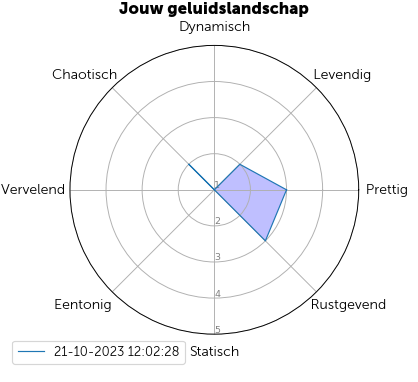 Jouw geluidslandschap
Dynamisch
Chaotisch
Levendig
Vervelend
1
Prettig
2
3
4
Eentonig
Rustgevend
5
21-10-2023 12:02:28
Statisch